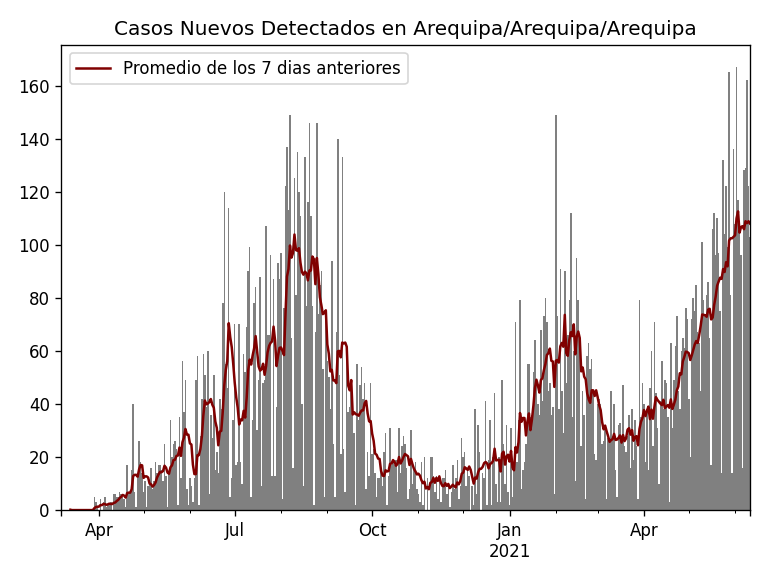 Casos Nuevos Detectados en Arequipa/Arequipa/Arequipa
Promedio de los 7 dias anteriores
160
140
120
100
80
60
40
20
0
Apr
Jul
Oct
Jan
2021
Apr